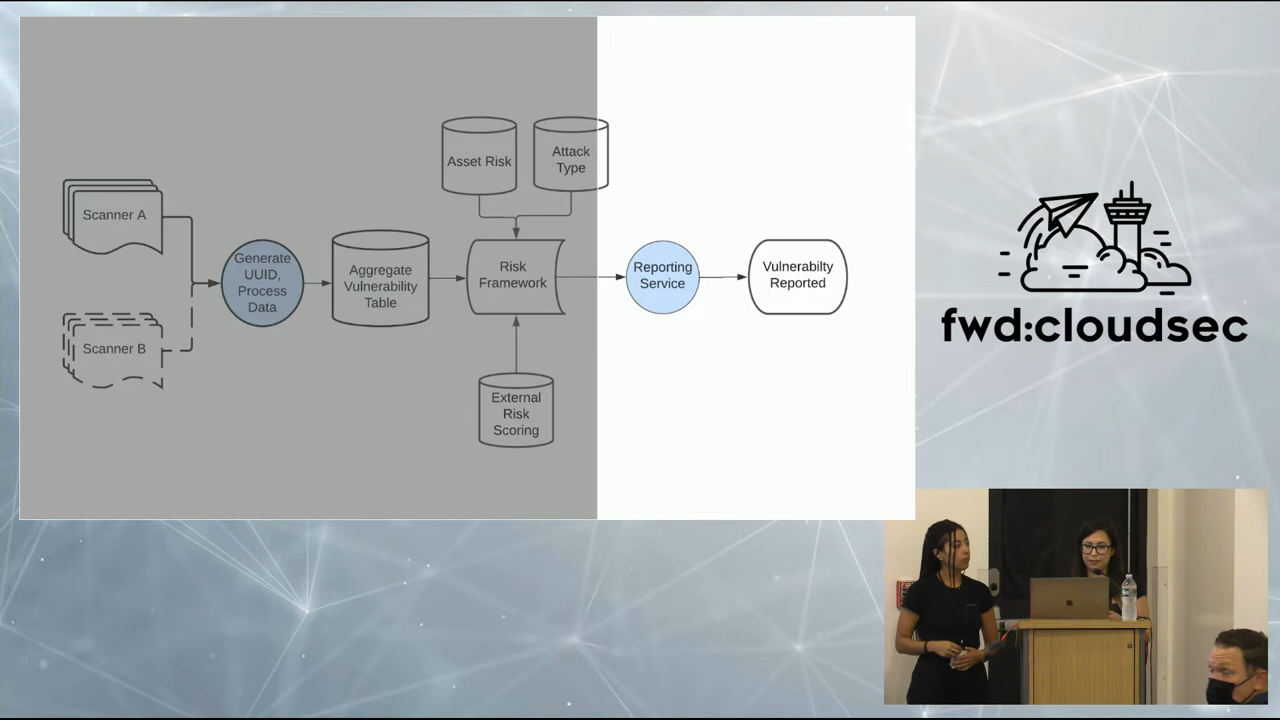 Asset Risk
Attack
Type
Scanner A
Generate
UUID,
Process
Data
Aggregate
Vulnerability
Table
Risk
Framework
Reporting
Service
Vulnerabilty
Reported
Scanner B
External
Risk
Scoring
fwd:cloudsec